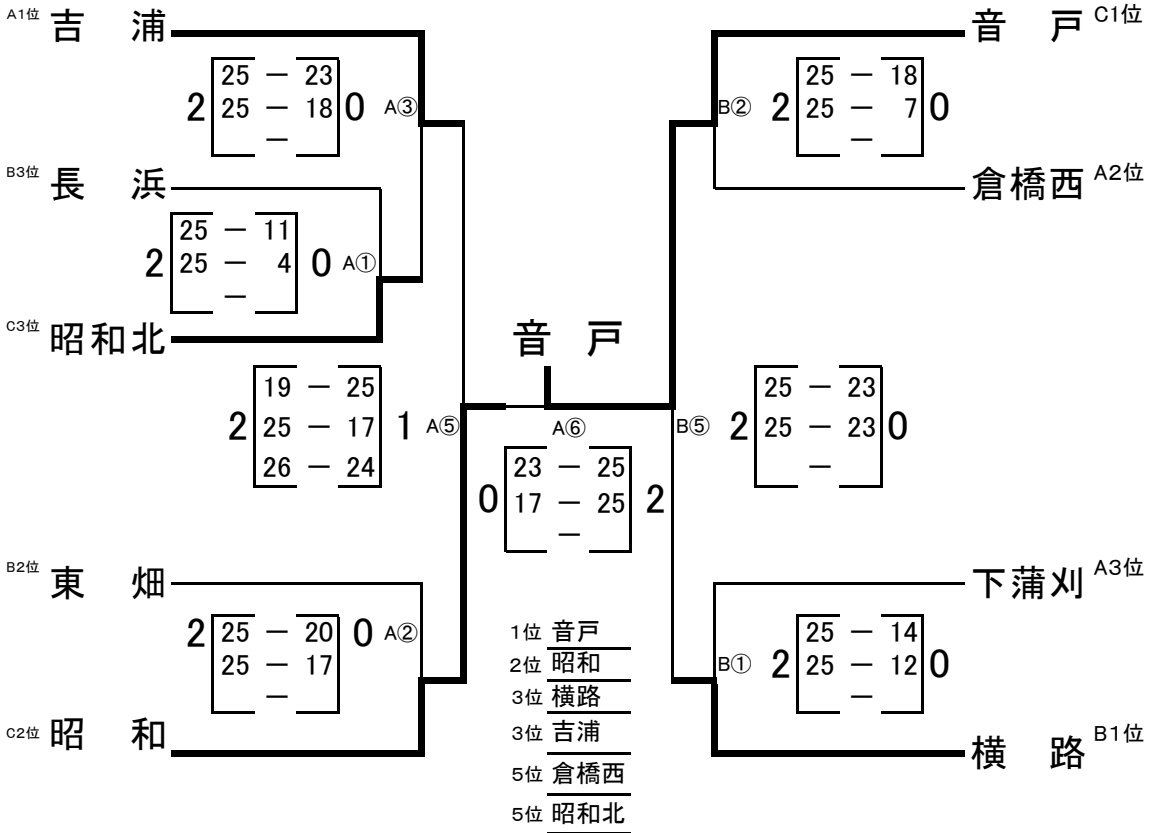 A1位 吉 浦
音 戸 C1位
2 25 － 23 0 A③
25 － 18
－
B② 2 25 － 18 0
25 － 7
－
B3位 長 浜
倉橋西 A2位
2 25 － 11 0 A①
25 － 4
－
C3位 昭和北
音 戸
2 19 － 25 1 A⑤
25 － 17
26 － 24
B⑤ 2 25 － 23 0
25 － 23
－
A⑥
0 23 － 25 2
17 － 25
－
B2位 東 畑
下蒲刈 A3位
2 25 － 20 0 A②
25 － 17
－
B① 2 25 － 14 0
25 － 12
－
C2位 昭 和
横 路 B1位
1位 音戸
2位 昭和
3位 横路
3位 吉浦
5位 倉橋西
5位 昭和北